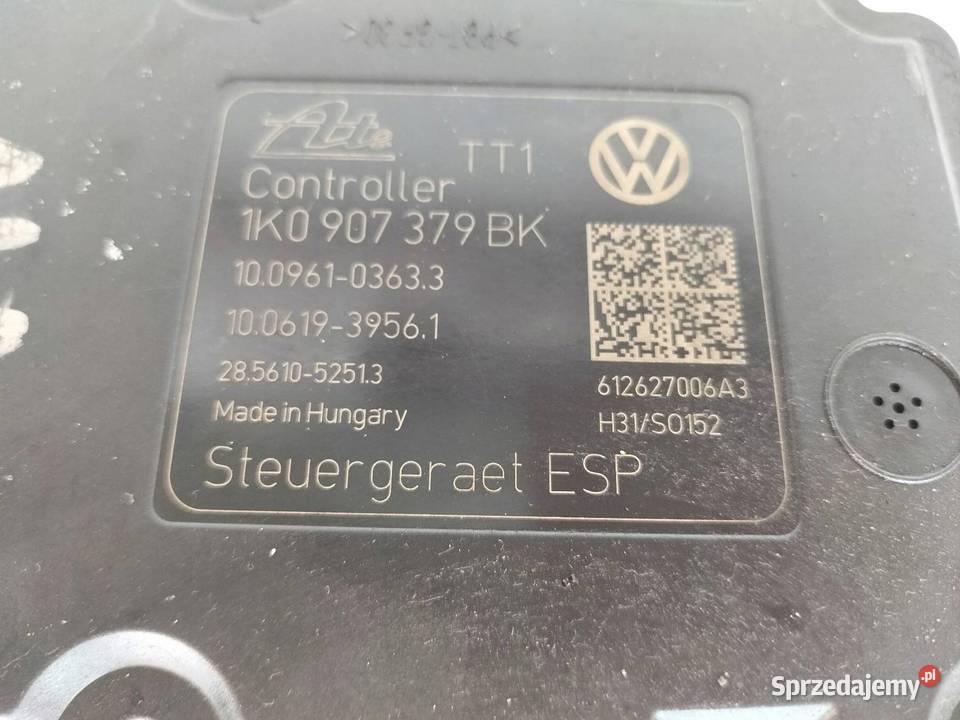 Ate TT1
Controller
1K0 907 379 BK
10.0961-0363.3
10.0619-3956.1
28.5610-5251.3
Made in Hungary
612627006A3
H31/S0152
Steuergeraet ESP
Sprzedajemy.pl